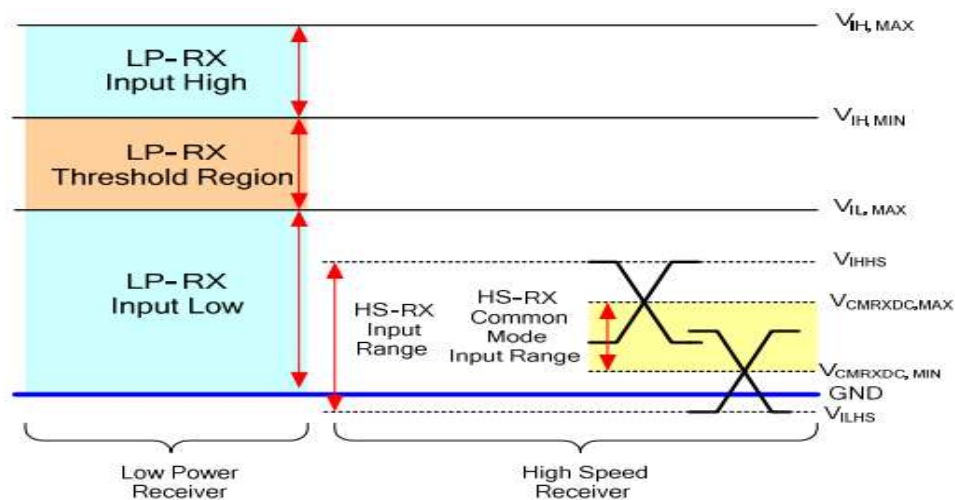 VIH, MAX
LP-RX
Input High
VIH, MIN
LP-RX
Threshold Region
VIL, MAX
LP-RX
Input Low
VIHHS
HS-RX
Input
Range
HS-RX
Common
Mode
Input Range
VCMRXDC,MAX
VCMRXDC, MIN
GND
VILHS
Low Power
Receiver
High Speed
Receiver